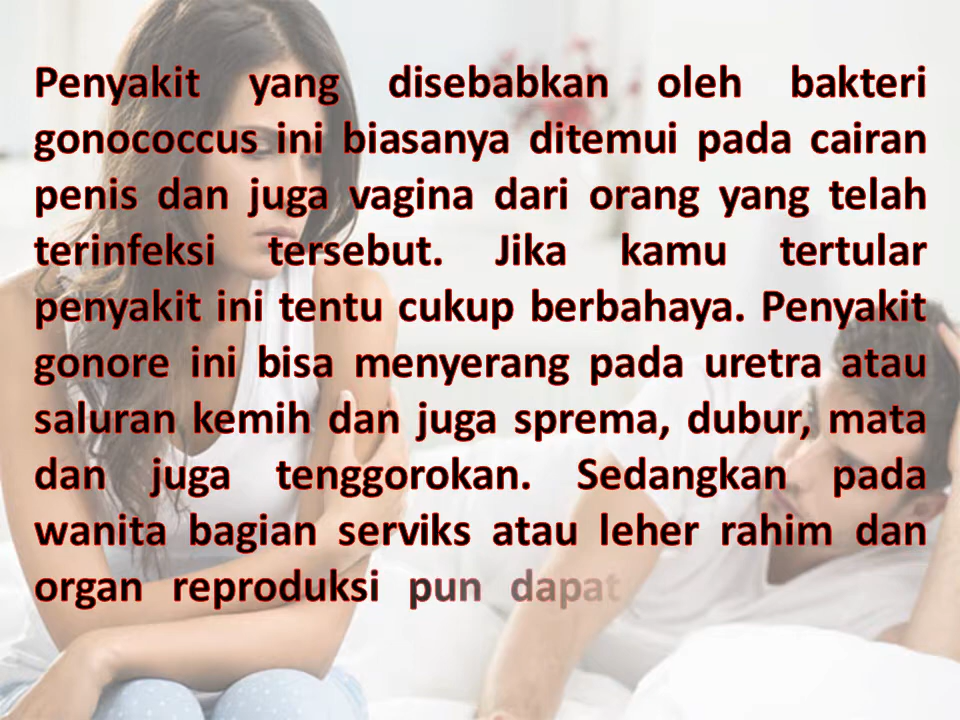 Penyakit yang disebabkan oleh bakteri
gonococcus ini biasanya ditemui pada cairan
penis dan juga vagina dari orang yang telah
terinfeksi tersebut. Jika kamu tertular
penyakit ini tentu cukup berbahaya. Penyakit
gonore ini bisa menyerang pada uretra atau
saluran kemih dan juga sprema, dubur, mata
dan juga tenggorokan. Sedangkan pada
wanita bagian serviks atau leher rahim dan
organ reproduksi pun dapat